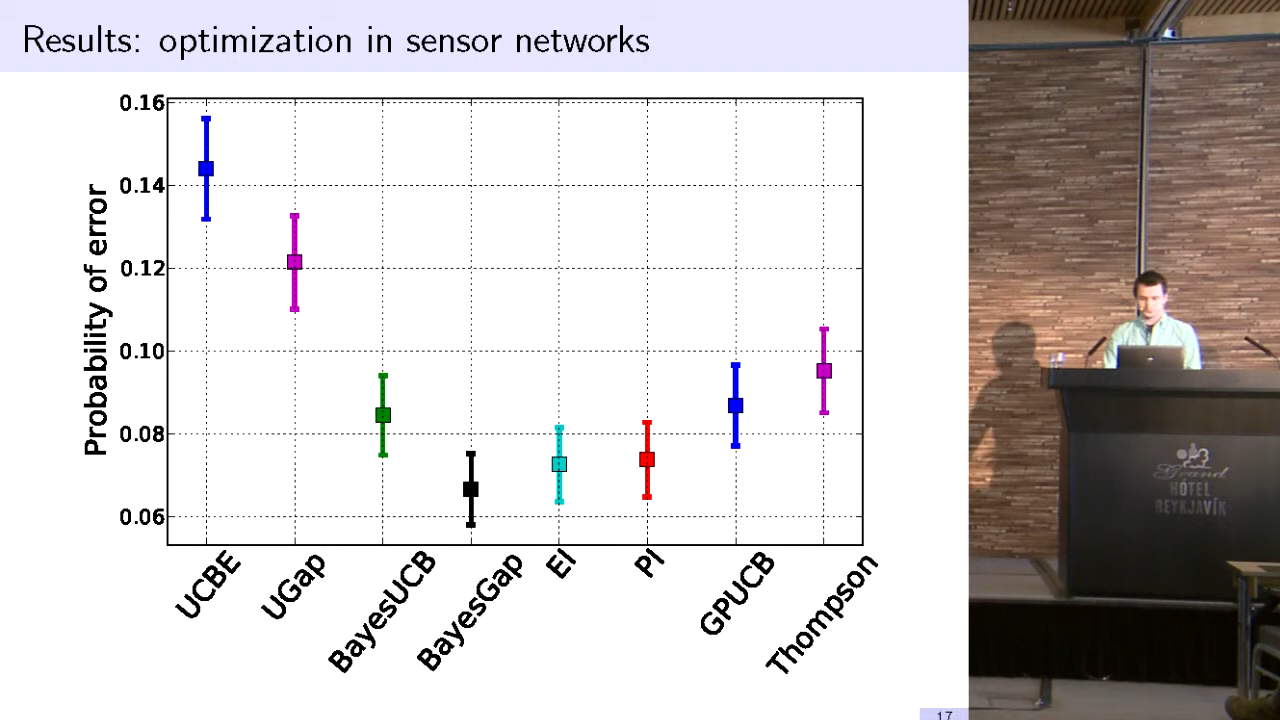 Results: optimization in sensor networks
0.16
0.14
0.12
0.10
0.08
0.06
Probability of error
UCBE
UGap
BayesUCB
BayesGap
EI
PI
GPUCB
Thompson
17
Grand
HÓTEL
REYKJAVÍK